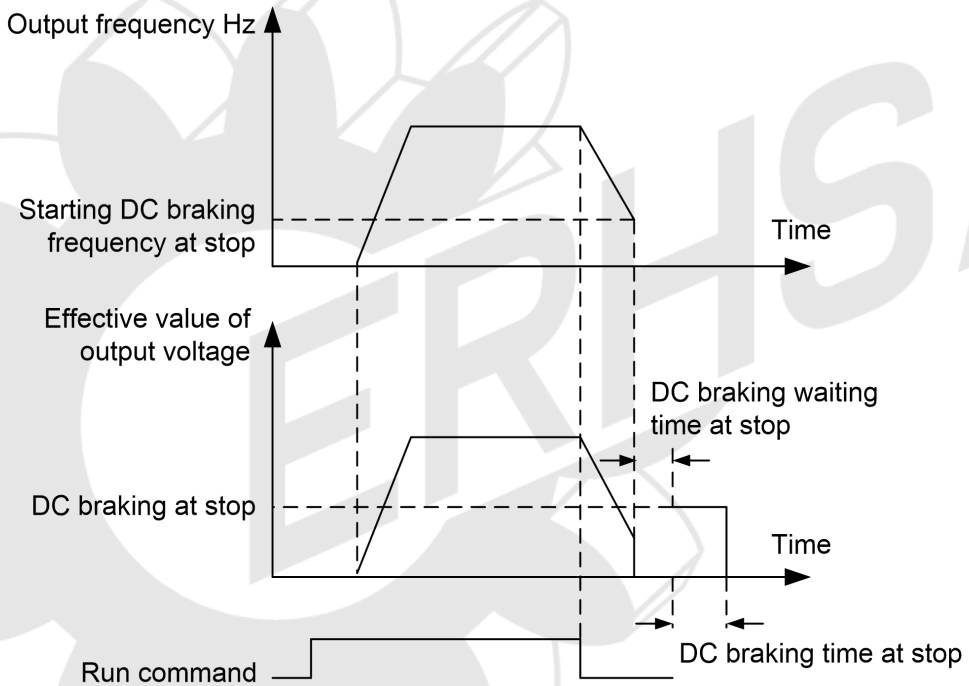 Output frequency Hz
Starting DC braking
frequency at stop
Time
Effective value of
output voltage
DC braking waiting
time at stop
DC braking at stop
Time
DC braking time at stop
Run command
ERHS